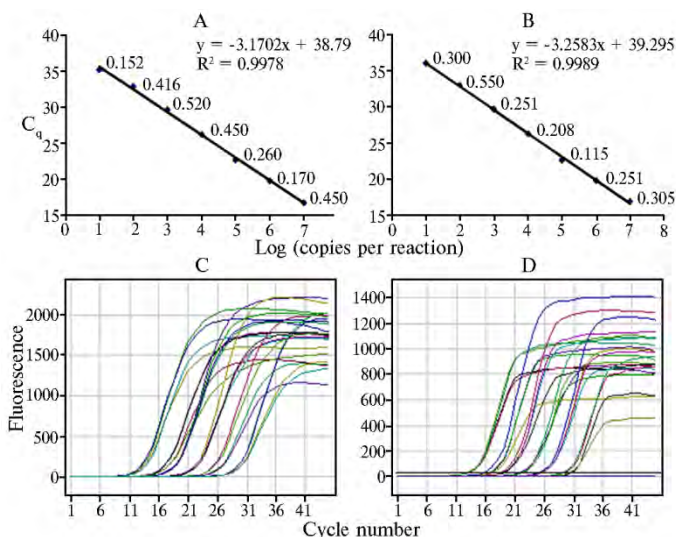 A
B
40
35
30
25
20
15
C
q
y = -3.1702x + 38.79
R² = 0.9978
0.152
0.416
0.520
0.450
0.260
0.170
0.450
0 1 2 3 4 5 6 7 8
40
35
30
25
20
15
y = -3.2583x + 39.295
R² = 0.9989
0.300
0.550
0.251
0.208
0.115
0.251
0.305
0 1 2 3 4 5 6 7 8
Log (copies per reaction)
C
D
Fluorescence
2000
1500
1000
500
0
1 6 11 16 21 26 31 36 41
1400
1200
1000
800
600
400
200
0
1 6 11 16 21 26 31 36 41
Cycle number